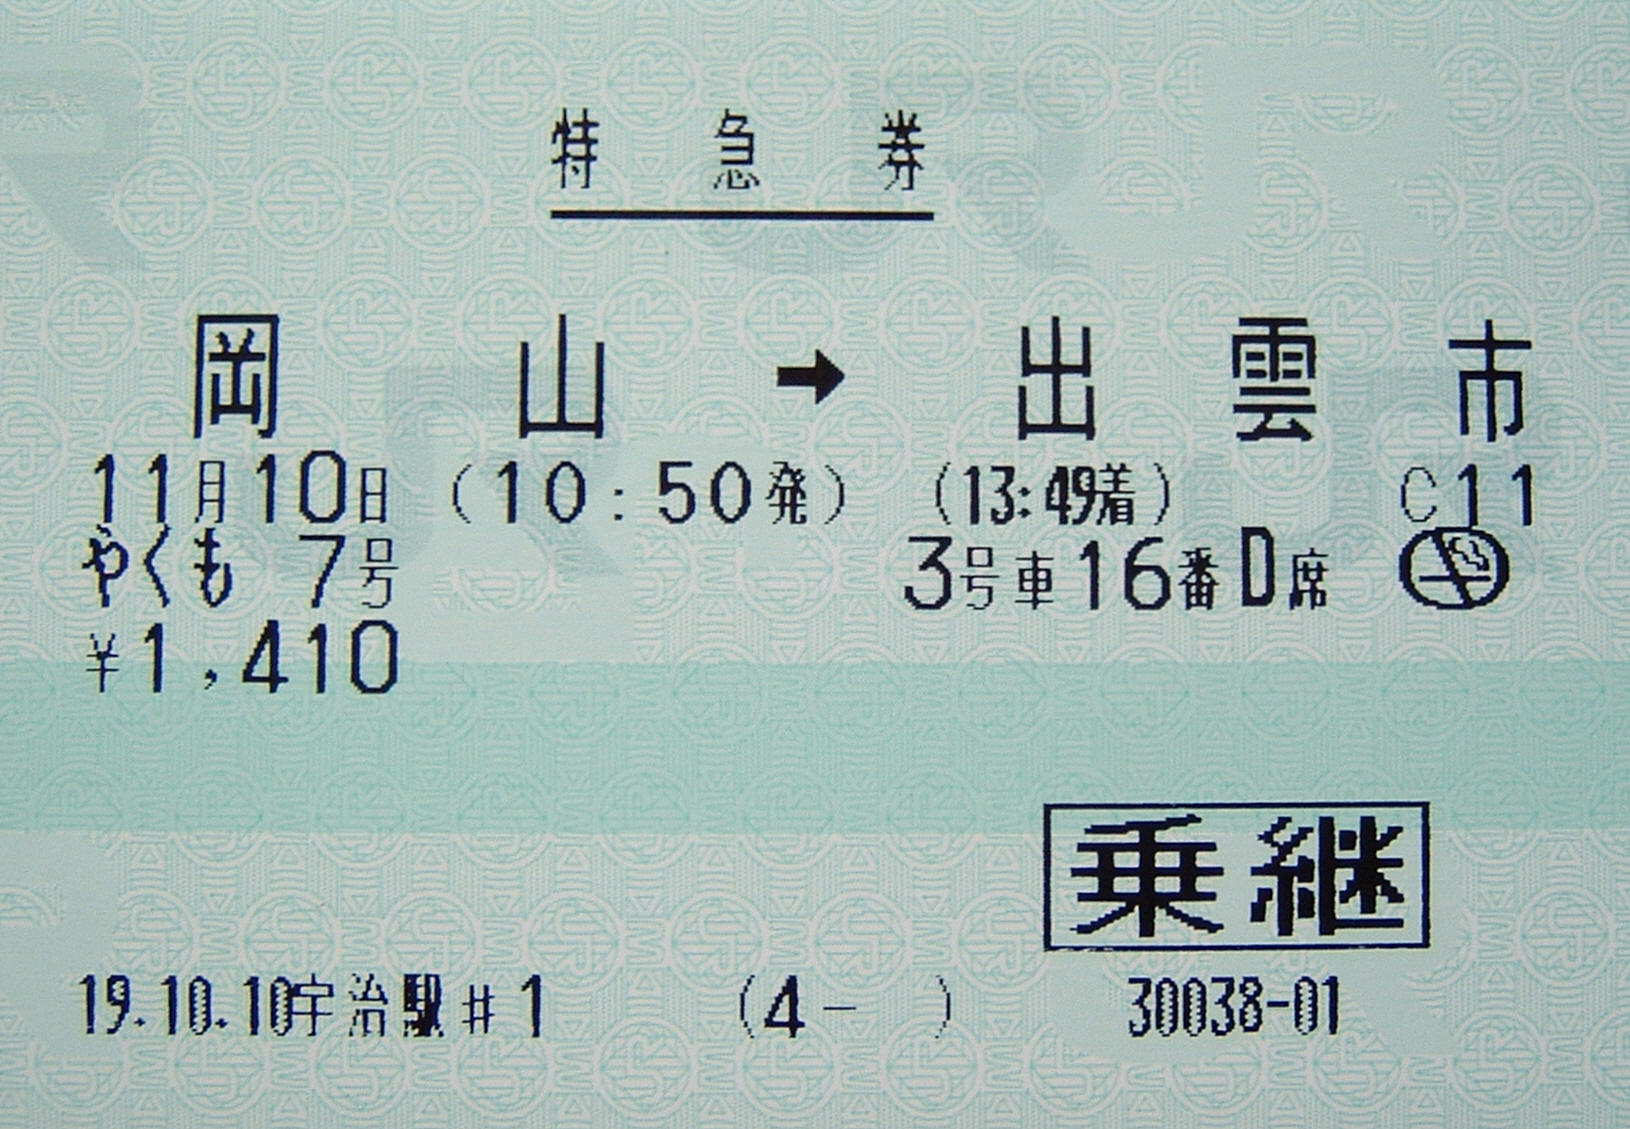 特急券
岡山➡出雲市
11月10日 (10:50発) (13:49着) C11
やくも 7号 3号車16番D席
¥1,410
乗継
19.10.10宇治駅#1 (4- ) 30038-01